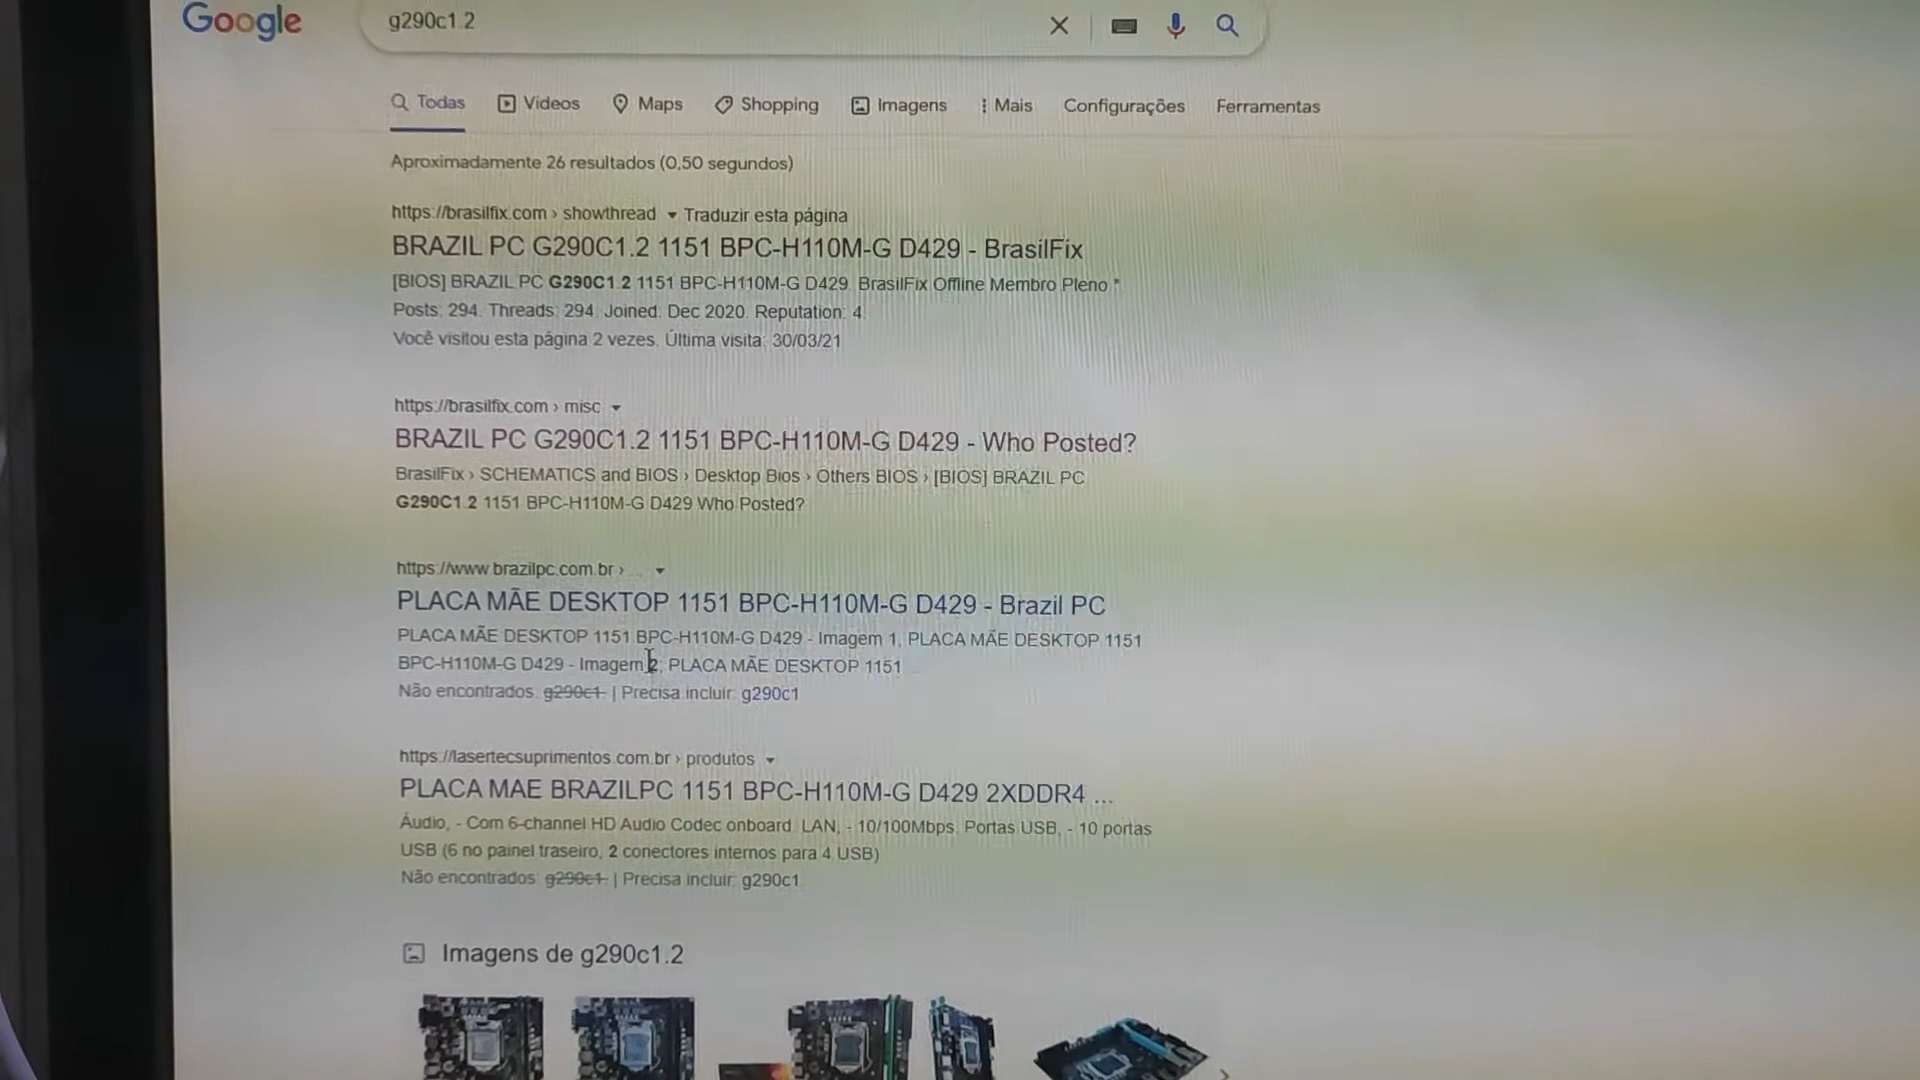 Google
g290c1.2
Todas Vídeos Maps Shopping Imagens Mais Configurações Ferramentas
Aproximadamente 26 resultados (0,50 segundos)
https://brasilfix.com › showthread Traduzir esta página
BRAZIL PC G290C1.2 1151 BPC-H110M-G D429 - BrasilFix
[BIOS] BRAZIL PC G290C1.2 1151 BPC-H110M-G D429. BrasilFix Offline Membro Pleno *
Posts: 294. Threads: 294. Joined: Dec 2020. Reputation: 4.
Você visitou esta página 2 vezes. Última visita: 30/03/21
https://brasilfix.com › misc
BRAZIL PC G290C1.2 1151 BPC-H110M-G D429 - Who Posted?
BrasilFix › SCHEMATICS and BIOS › Desktop Bios › Others BIOS › [BIOS] BRAZIL PC
G290C1.2 1151 BPC-H110M-G D429 Who Posted?
https://www.brazilpc.com.br › ...
PLACA MÃE DESKTOP 1151 BPC-H110M-G D429 - Brazil PC
PLACA MÃE DESKTOP 1151 BPC-H110M-G D429 - Imagem 1, PLACA MÃE DESKTOP 1151
BPC-H110M-G D429 - Imagem 2, PLACA MÃE DESKTOP 1151 ...
Não encontrados: g290c1 | Precisa incluir: g290c1
https://lasertecsuprimentos.com.br › produtos
PLACA MAE BRAZILPC 1151 BPC-H110M-G D429 2XDDR4 ...
Áudio, - Com 6-channel HD Audio Codec onboard. LAN, - 10/100Mbps. Portas USB, - 10 portas
USB (6 no painel traseiro, 2 conectores internos para 4 USB)
Não encontrados: g290c1 | Precisa incluir: g290c1
Imagens de g290c1.2